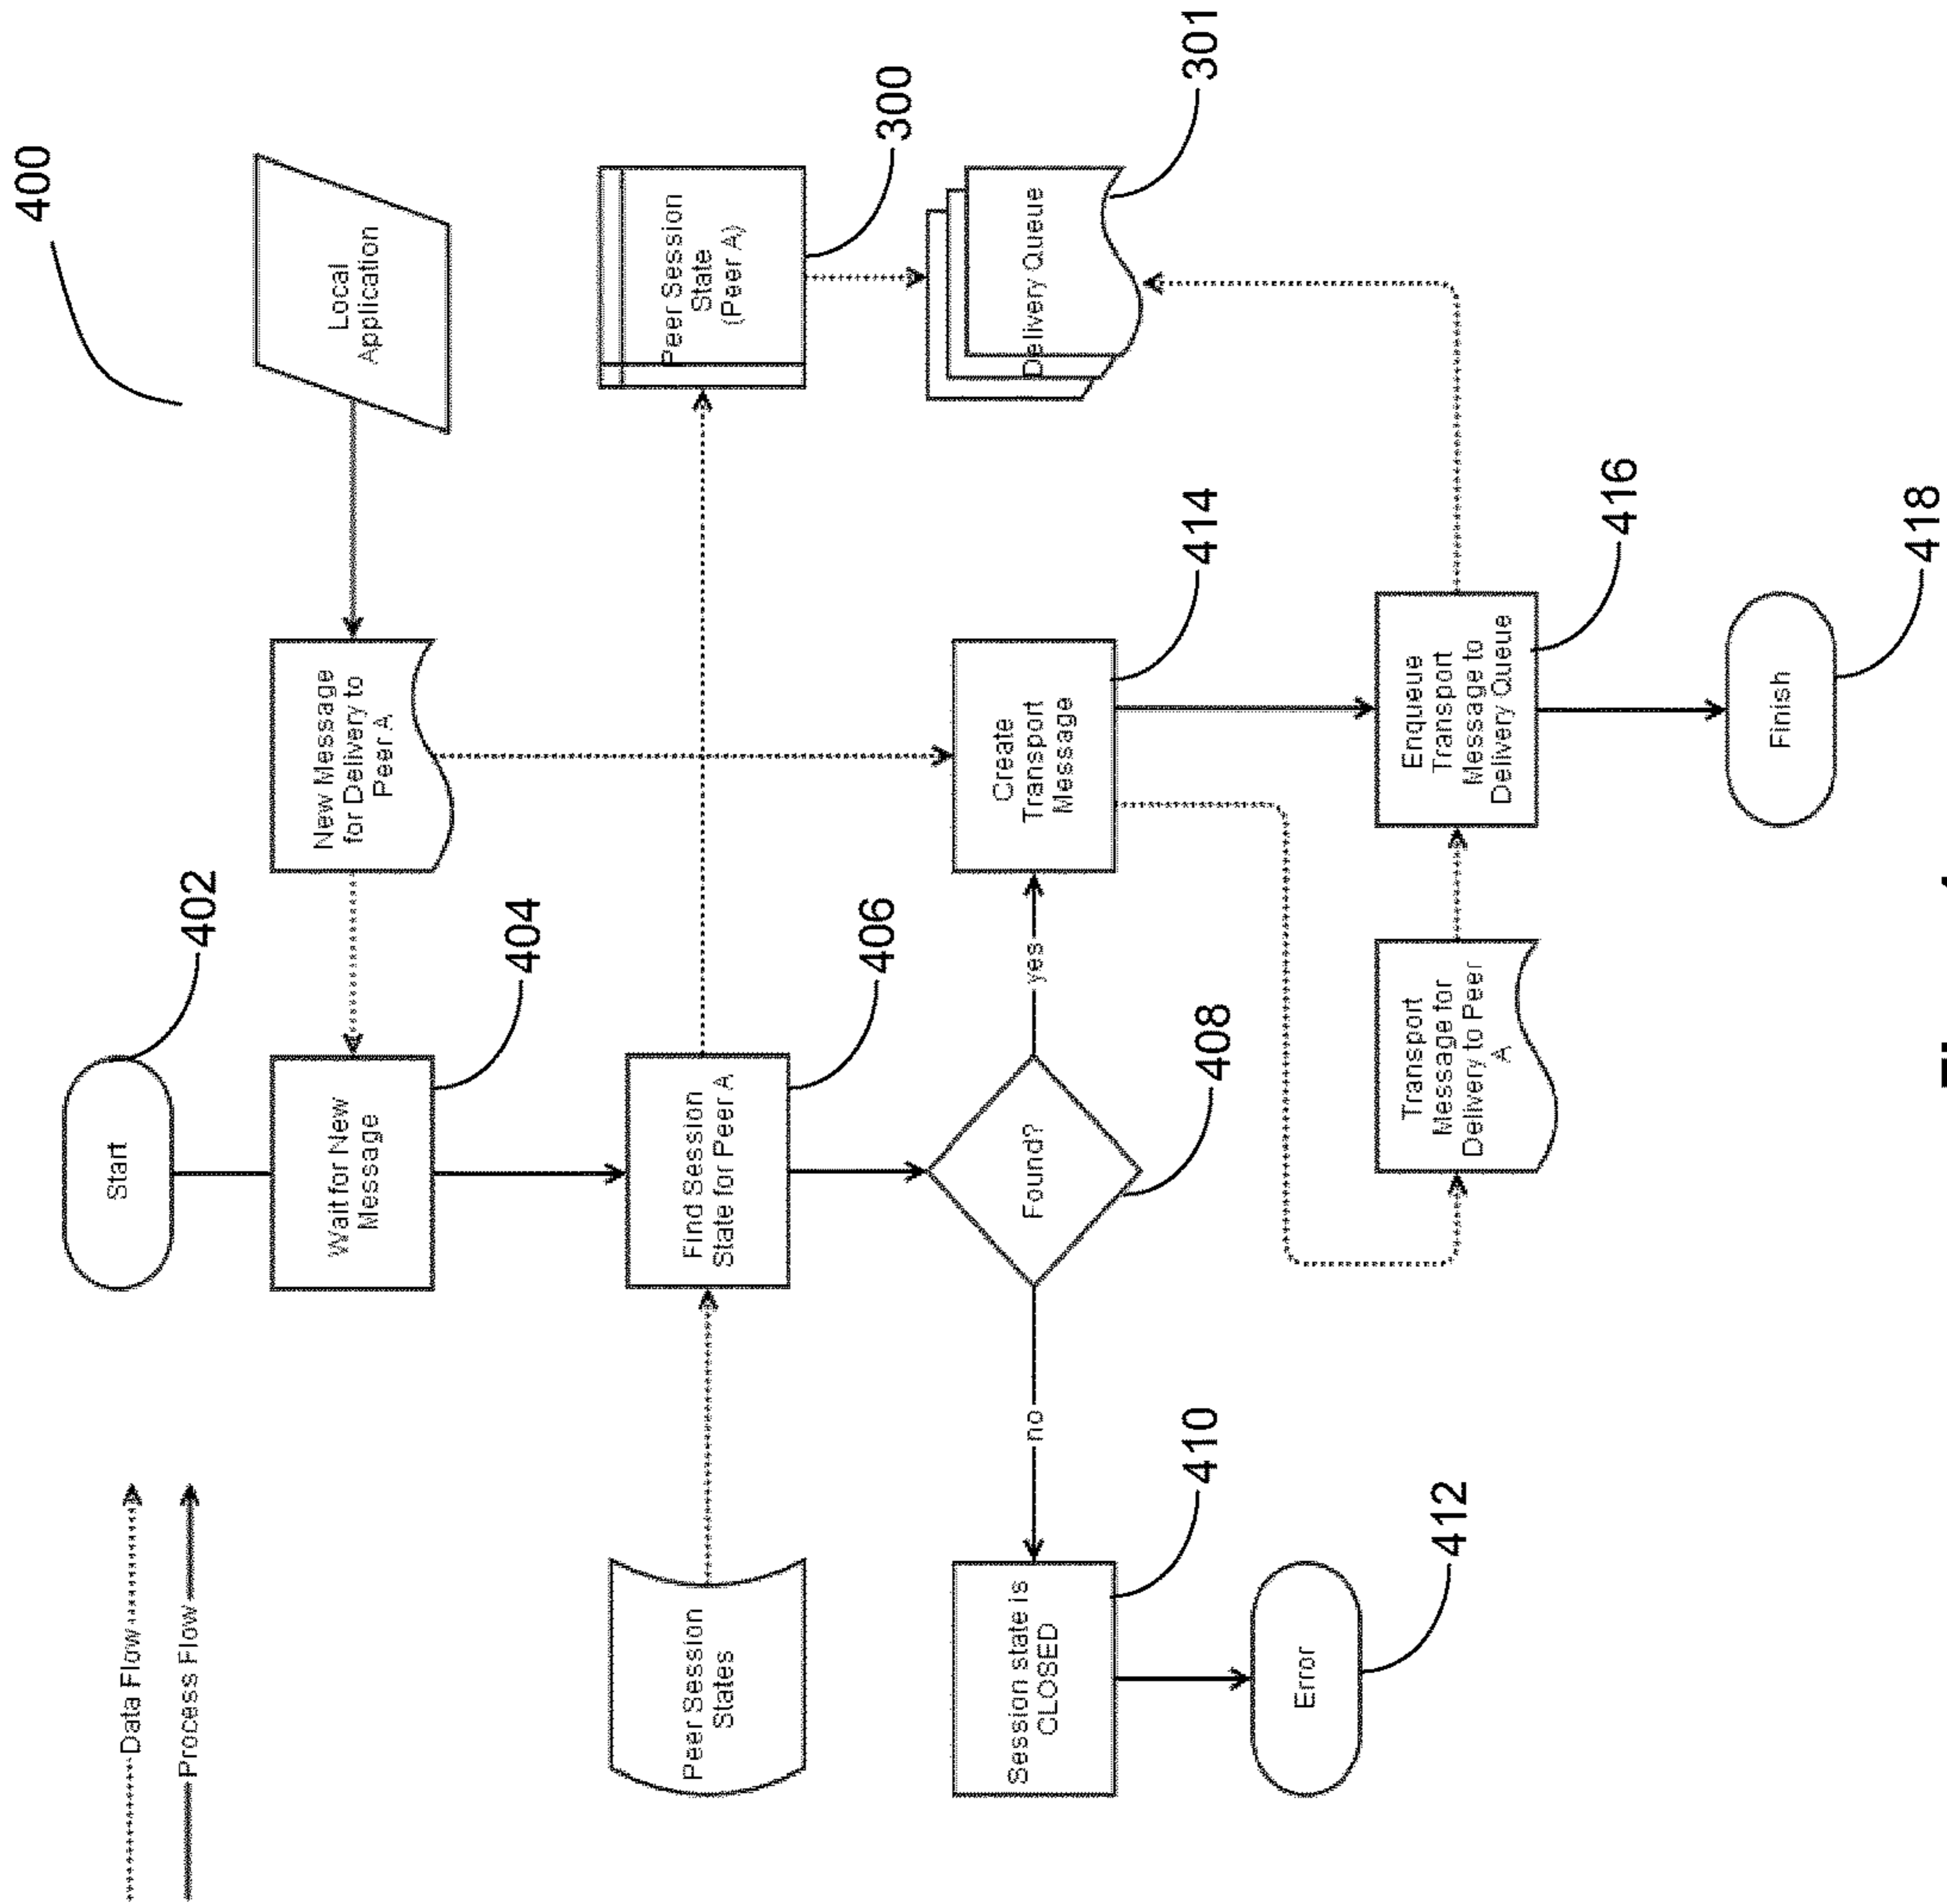 400
Data Flow
Process Flow
Start
402
Wait for New
Message
404
New Message
for Delivery to
Peer A
Local
Application
Peer Session
States
Find Session
State for Peer A
406
Peer Session
State
(Peer A)
300
Session state is
CLOSED
410
no
Found?
408
yes
Create
Transport
Message
414
Delivery Queue
301
Error
412
Transport
Message for
Delivery to Peer
A
Enqueue
Transport
Message to
Delivery Queue
416
Finish
418